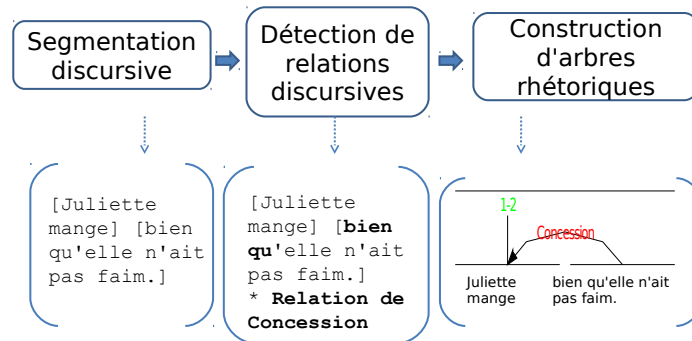 Segmentation
discursive
Détection de
relations
discursives
Construction
d'arbres
rhétoriques
[Juliette
mange] [bien
qu'elle n'ait
pas faim.]
[Juliette
mange] [bien
qu'elle n'ait
pas faim.]
* Relation de
Concession
1-2
Concession
Juliette
mange
bien qu'elle n'ait
pas faim.